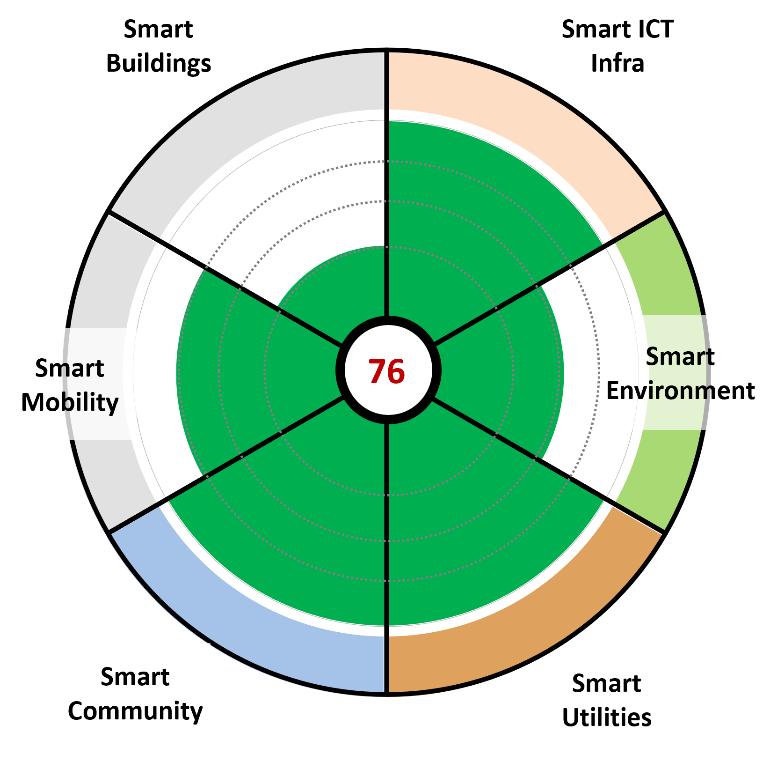 Smart
Buildings
Smart ICT
Infra
Smart
Mobility
76
Smart
Environment
Smart
Community
Smart
Utilities